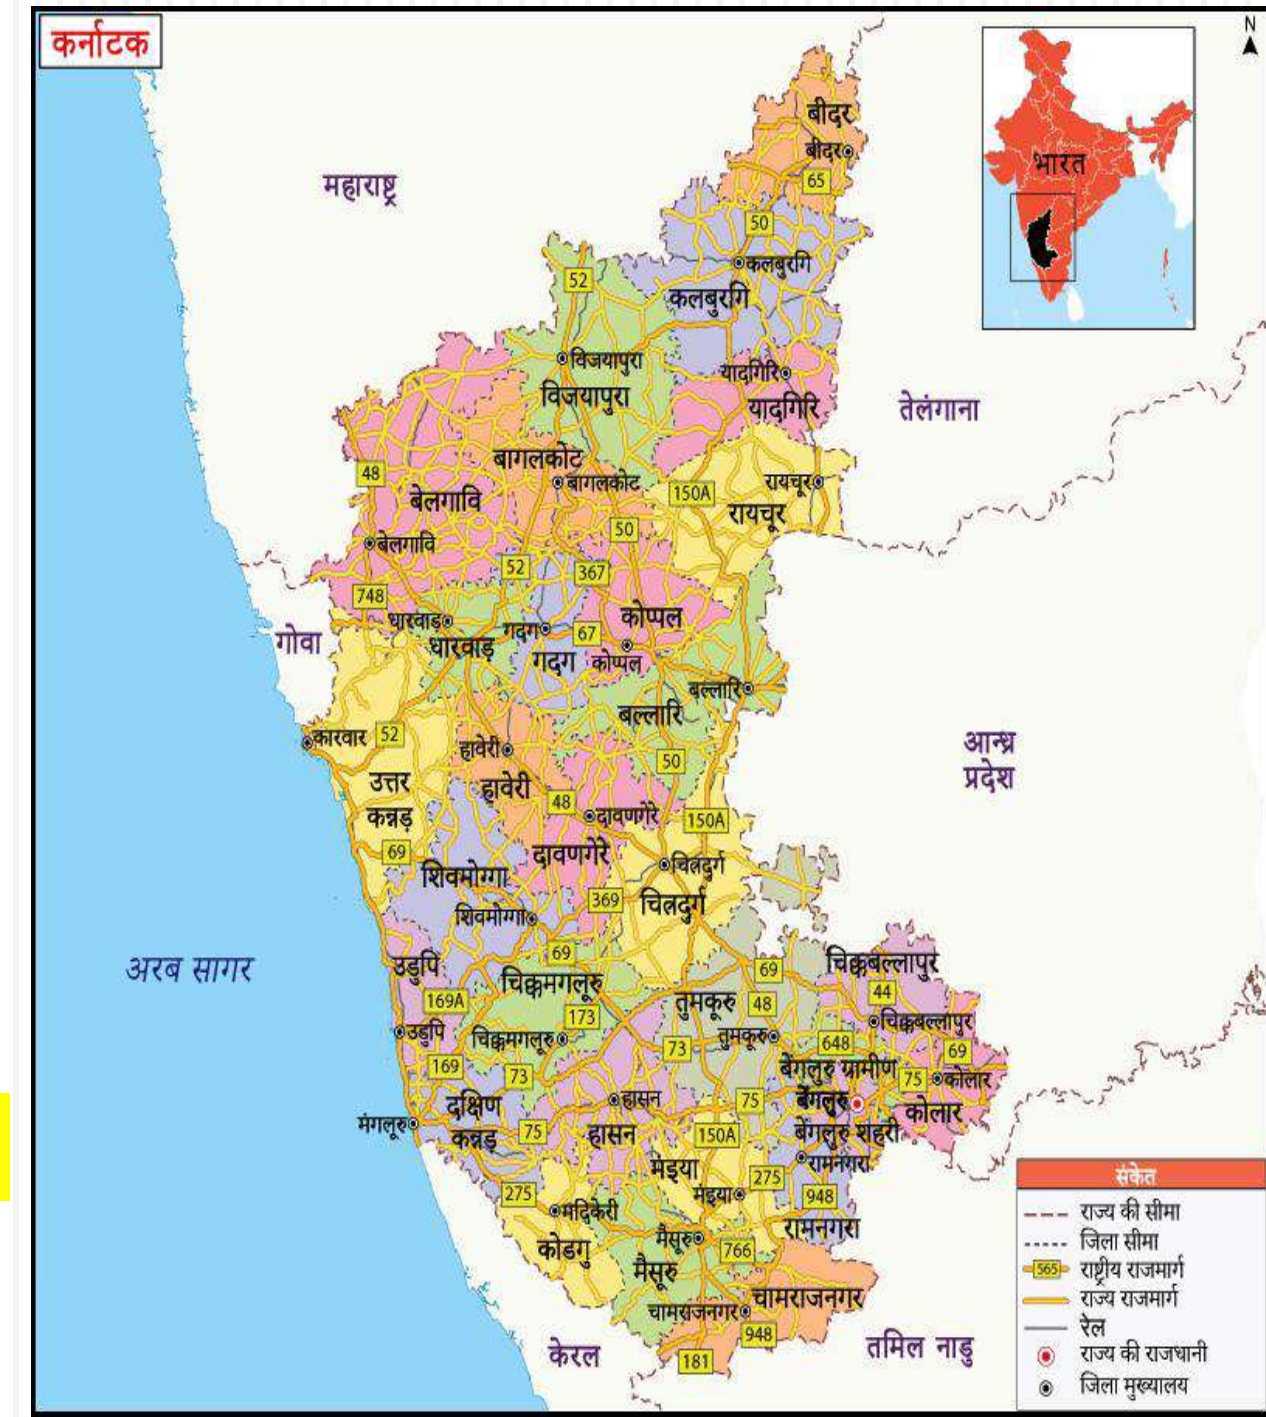 कर्नाटक
N
भारत
महाराष्ट्र
बीदर
बीदर
65
50
कलबुरगि
कलबुरगि
52
विजयापुरा
विजयापुरा
यादगिरि
यादगिरि
तेलंगाना
बागलकोट
बागलकोट
48
बेलगावि
बेलगावि
150A
रायचूर
रायचूर
50
52
367
748
धारवाड़
धारवाड़
गदग
गदग
67
कोप्पल
कोप्पल
गोवा
बल्लारि
बल्लारि
कारवार
52
हावेरी
हावेरी
50
आन्ध्र
प्रदेश
उत्तर
कन्नड़
48
दावणगेरे
दावणगेरे
150A
69
शिवमोग्गा
शिवमोग्गा
चित्रदुर्ग
चित्रदुर्ग
369
अरब सागर
उडुपि
उडुपि
69
चिक्कमगलूरु
चिक्कमगलूरु
169A
173
तुमकूरु
तुमकूरु
69
48
चिक्कबल्लापुर
44
चिक्कबल्लापुर
648
69
73
169
73
बेंगलुरु ग्रामीण
75
कोलार
कोलार
बेंगलुरु
बेंगलुरु शहरी
मंगलूरु
दक्षिण
कन्नड़
75
हासन
हासन
75
150A
मंड्या
मंड्या
275
रामनगरा
948
रामनगरा
275
मदिकेरी
कोडगु
मैसूरु
मैसूरु
766
चामराजनगर
चामराजनगर
948
181
केरल
तमिल नाडु
संकेत
राज्य की सीमा
जिला सीमा
565 राष्ट्रीय राजमार्ग
राज्य राजमार्ग
रेल
राज्य की राजधानी
जिला मुख्यालय